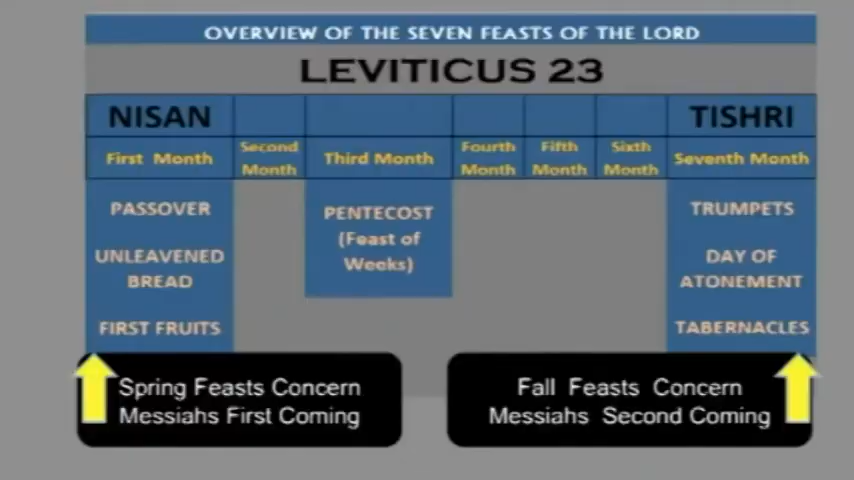 OVERVIEW OF THE SEVEN FEASTS OF THE LORD
LEVITICUS 23
NISAN
TISHRI
First Month
Second
Month
Third Month
Fourth
Month
Fifth
Month
Sixth
Month
Seventh Month
PASSOVER
UNLEAVENED
BREAD
FIRST FRUITS
PENTECOST
(Feast of
Weeks)
TRUMPETS
DAY OF
ATONEMENT
TABERNACLES
Spring Feasts Concern
Messiahs First Coming
Fall Feasts Concern
Messiahs Second Coming